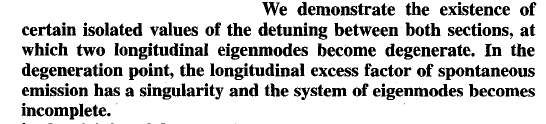 We demonstrate the existence of
certain isolated values of the detuning between both sections, at
which two longitudinal eigenmodes become degenerate. In the
degeneration point, the longitudinal excess factor of spontaneous
emission has a singularity and the system of eigenmodes becomes
incomplete.